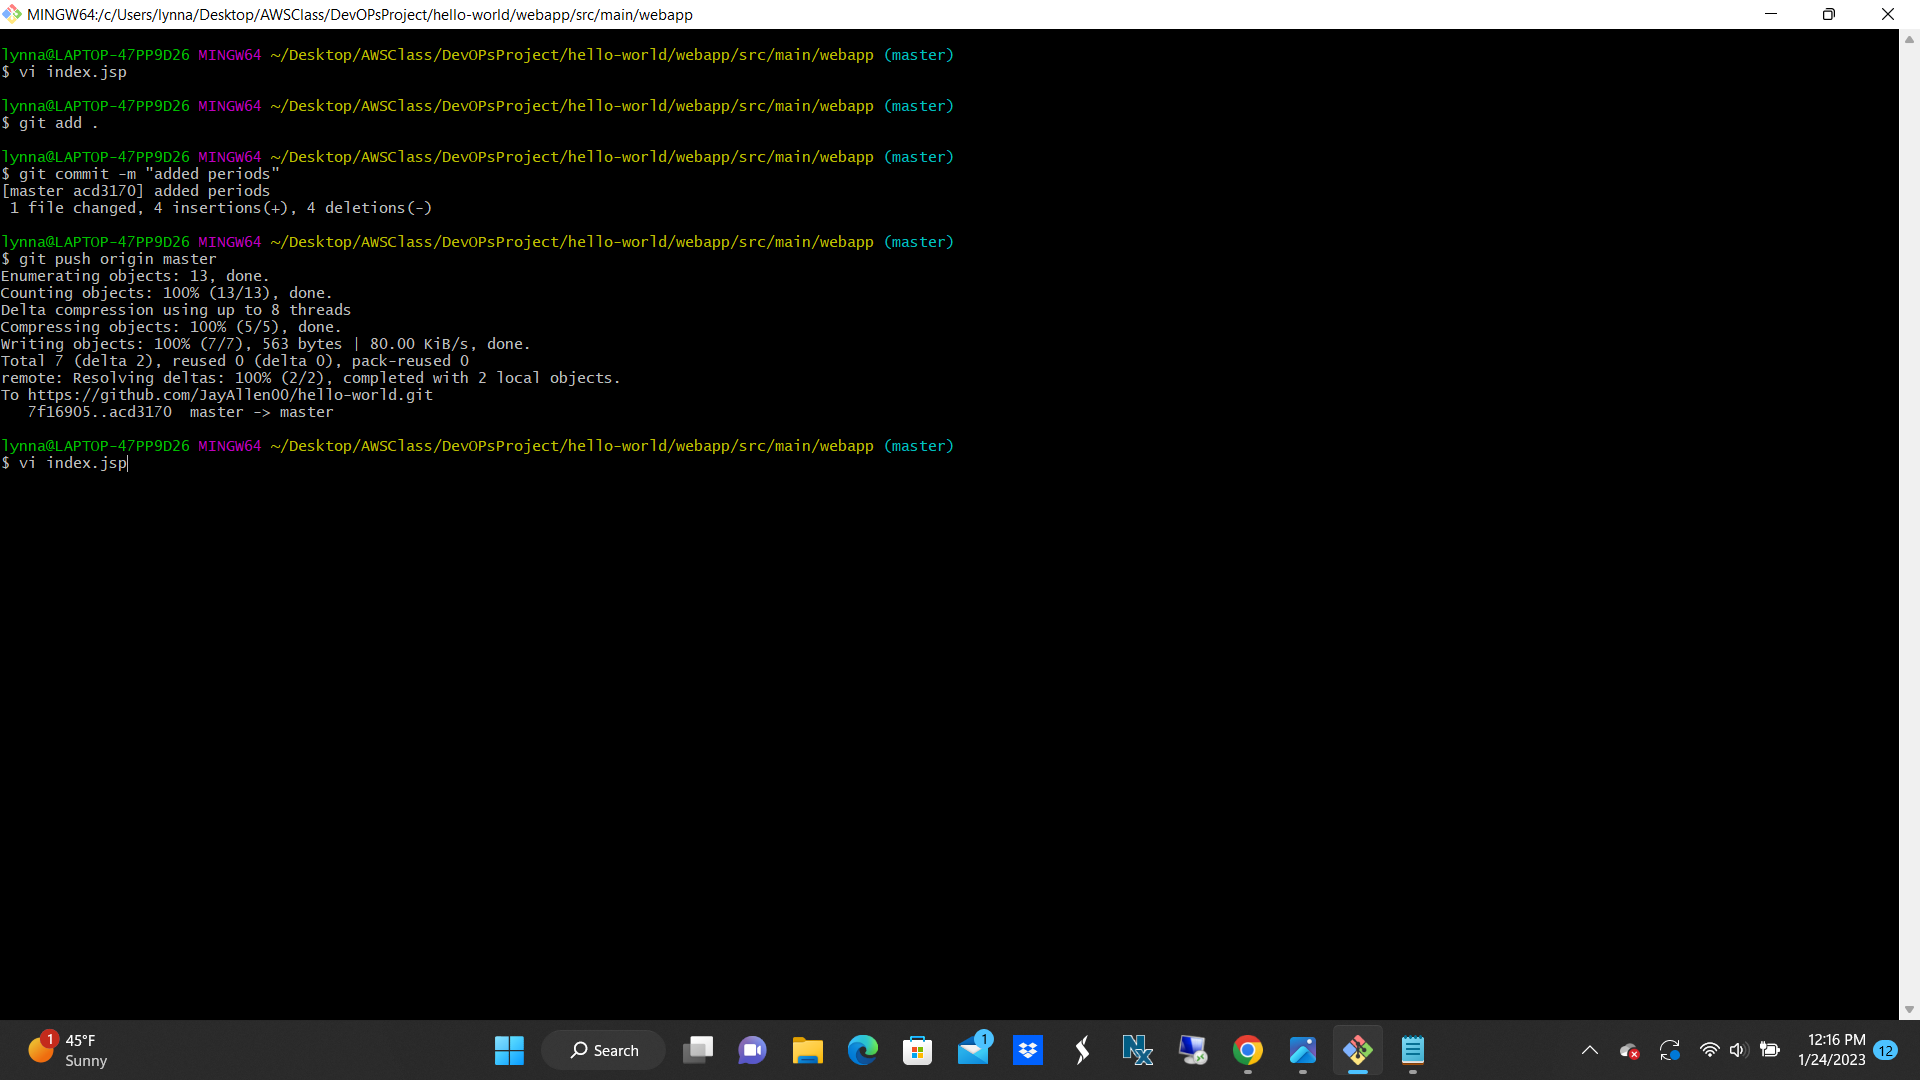 MINGW64:/c/Users/lynna/Desktop/AWSClass/DevOPsProject/hello-world/webapp/src/main/webapp
lynna@LAPTOP-47PP9D26 MINGW64 ~/Desktop/AWSClass/DevOPsProject/hello-world/webapp/src/main/webapp (master)
$ vi index.jsp
lynna@LAPTOP-47PP9D26 MINGW64 ~/Desktop/AWSClass/DevOPsProject/hello-world/webapp/src/main/webapp (master)
$ git add .
lynna@LAPTOP-47PP9D26 MINGW64 ~/Desktop/AWSClass/DevOPsProject/hello-world/webapp/src/main/webapp (master)
$ git commit -m "added periods"
[master acd3170] added periods
1 file changed, 4 insertions(+), 4 deletions(-)
lynna@LAPTOP-47PP9D26 MINGW64 ~/Desktop/AWSClass/DevOPsProject/hello-world/webapp/src/main/webapp (master)
$ git push origin master
Enumerating objects: 13, done.
Counting objects: 100% (13/13), done.
Delta compression using up to 8 threads
Compressing objects: 100% (5/5), done.
Writing objects: 100% (7/7), 563 bytes | 80.00 KiB/s, done.
Total 7 (delta 2), reused 0 (delta 0), pack-reused 0
remote: Resolving deltas: 100% (2/2), completed with 2 local objects.
To https://github.com/JayAllen00/hello-world.git
7f16905..acd3170  master -> master
lynna@LAPTOP-47PP9D26 MINGW64 ~/Desktop/AWSClass/DevOPsProject/hello-world/webapp/src/main/webapp (master)
$ vi index.jsp
1
45°F
Sunny
Search
1
Nx
12:16 PM
1/24/2023
12